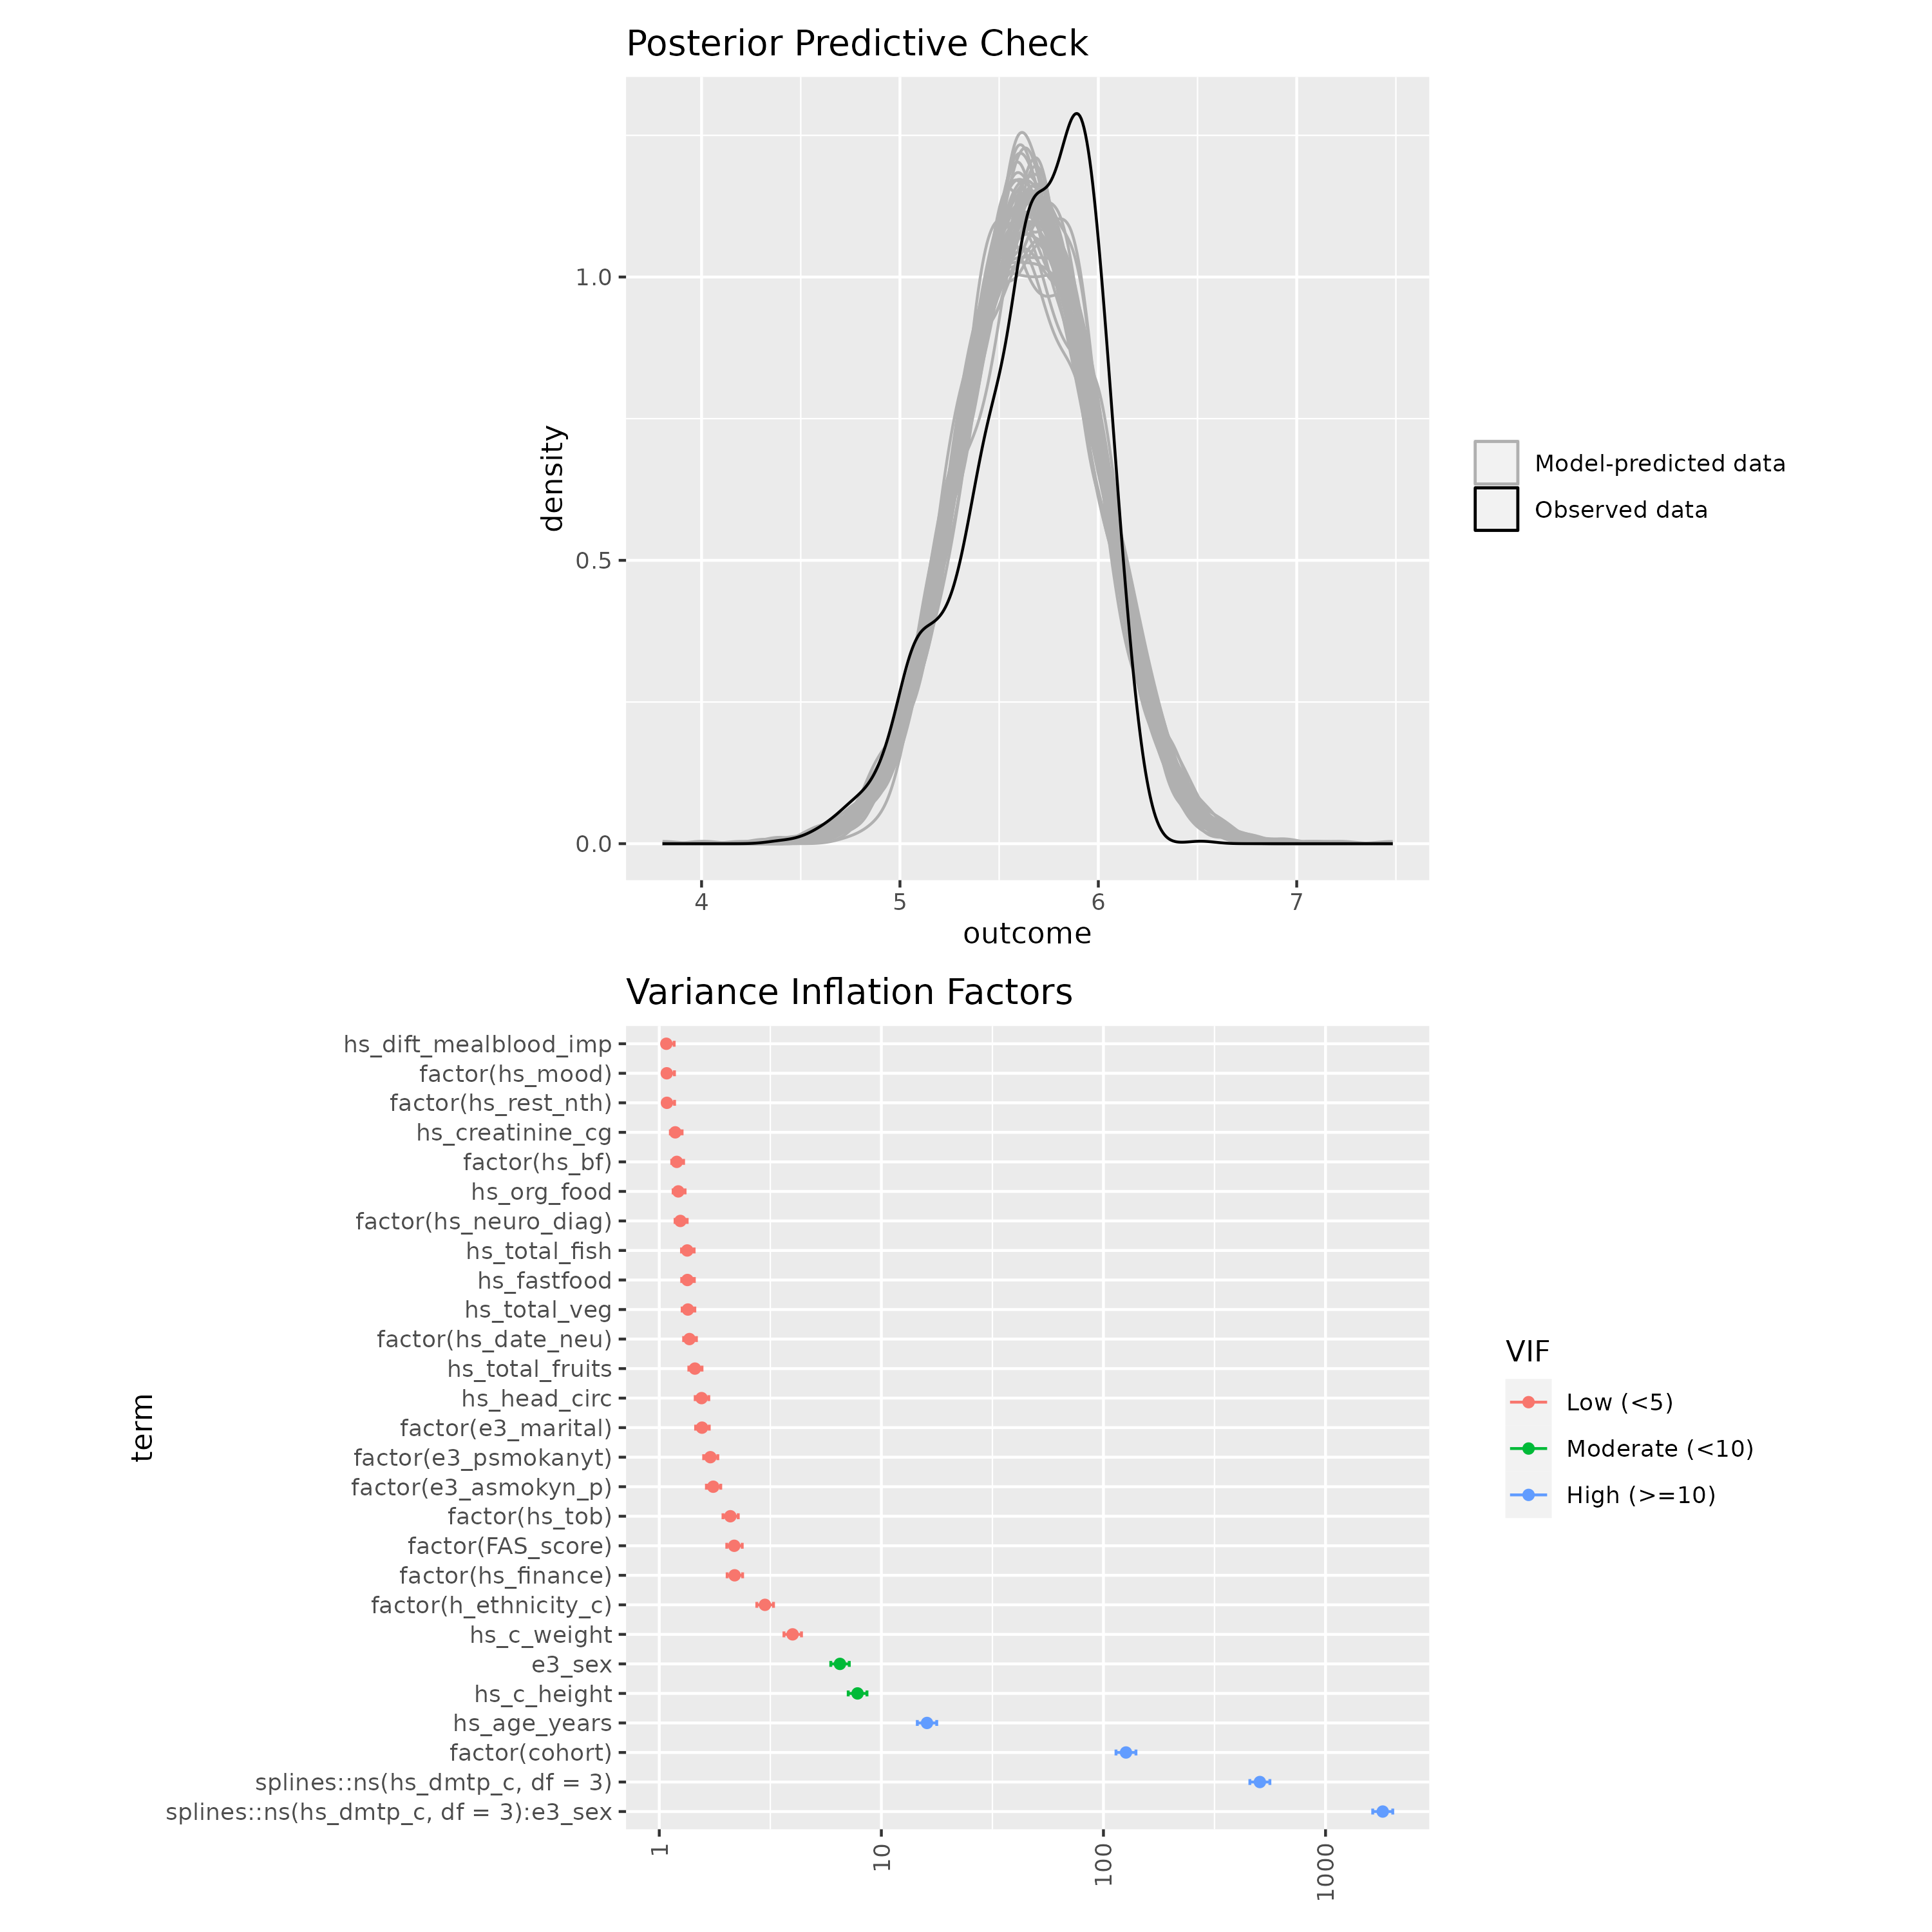 Posterior Predictive Check
density
1.0
0.5
0.0
4
5
6
7
outcome
Model-predicted data
Observed data
Variance Inflation Factors
term
hs_dift_mealblood_imp
factor(hs_mood)
factor(hs_rest_nth)
hs_creatinine_cg
factor(hs_bf)
hs_org_food
factor(hs_neuro_diag)
hs_total_fish
hs_fastfood
hs_total_veg
factor(hs_date_neu)
hs_total_fruits
hs_head_circ
factor(e3_marital)
factor(e3_psmokanyt)
factor(e3_asmokyn_p)
factor(hs_tob)
factor(FAS_score)
factor(hs_finance)
factor(h_ethnicity_c)
hs_c_weight
e3_sex
hs_c_height
hs_age_years
factor(cohort)
splines::ns(hs_dmtp_c, df = 3)
splines::ns(hs_dmtp_c, df = 3):e3_sex
1
10
100
1000
VIF
Low (<5)
Moderate (<10)
High (>=10)